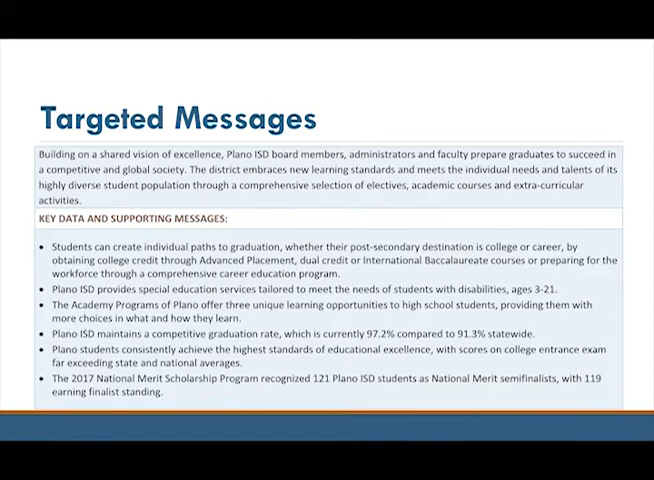 Targeted Messages
Building on a shared vision of excellence, Plano ISD board members, administrators and faculty prepare graduates to succeed in
a competitive and global society. The district embraces new learning standards and meets the individual needs and talents of its
highly diverse student population through a comprehensive selection of electives, academic courses and extra-curricular
activities.
KEY DATA AND SUPPORTING MESSAGES:
• Students can create individual paths to graduation, whether their post-secondary destination is college or career, by
obtaining college credit through Advanced Placement, dual credit or International Baccalaureate courses or preparing for the
workforce through a comprehensive career education program.
• Plano ISD provides special education services tailored to meet the needs of students with disabilities, ages 3-21.
• The Academy Programs of Plano offer three unique learning opportunities to high school students, providing them with
more choices in what and how they learn.
• Plano ISD maintains a competitive graduation rate, which is currently 97.2% compared to 91.3% statewide.
• Plano students consistently achieve the highest standards of educational excellence, with scores on college entrance exam
far exceeding state and national averages.
• The 2017 National Merit Scholarship Program recognized 121 Plano ISD students as National Merit semifinalists, with 119
earning finalist standing.